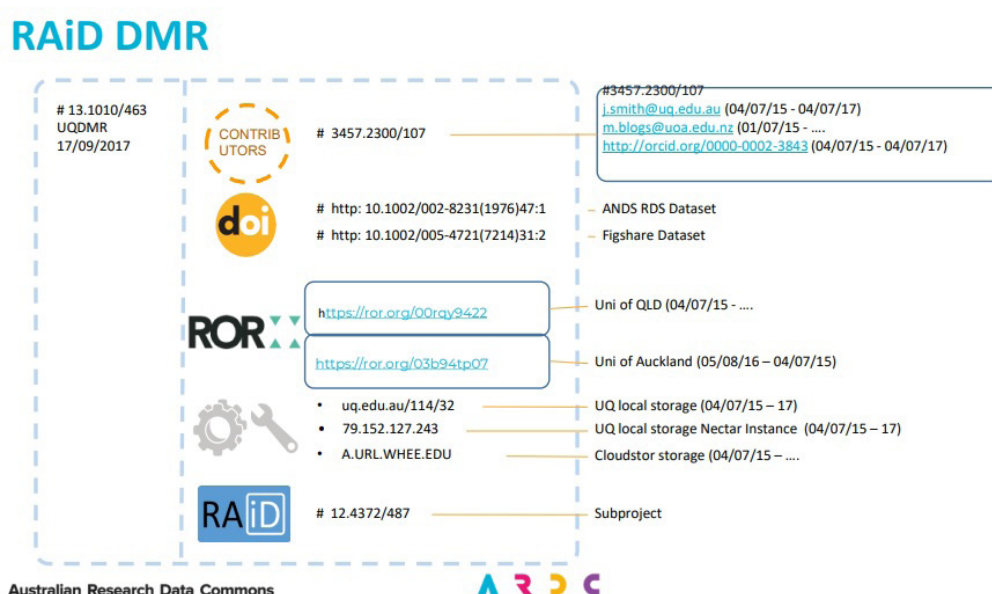 RAiD DMR
# 13.1010/463
UQDMR
17/09/2017
CONTRIB
UTORS
# 3457.2300/107
#3457.2300/107
j.smith@uq.edu.au (04/07/15 - 04/07/17)
m.blogs@uoa.edu.nz (01/07/15 - ....
http://orcid.org/0000-0002-3843 (04/07/15 - 04/07/17)
doi
# http: 10.1002/002-8231(1976)47:1
ANDS RDS Dataset
# http: 10.1002/005-4721(7214)31:2
Figshare Dataset
ROR
https://ror.org/00rqy9422
Uni of QLD (04/07/15 - ....
https://ror.org/03b94tp07
Uni of Auckland (05/08/16 – 04/07/15)
• uq.edu.au/114/32
UQ local storage (04/07/15 – 17)
• 79.152.127.243
UQ local storage Nectar Instance (04/07/15 – 17)
• A.URL.WHEE.EDU
Cloudstor storage (04/07/15 – ....
RAiD
# 12.4372/487
Subproject
Australian Research Data Commons
ARDC